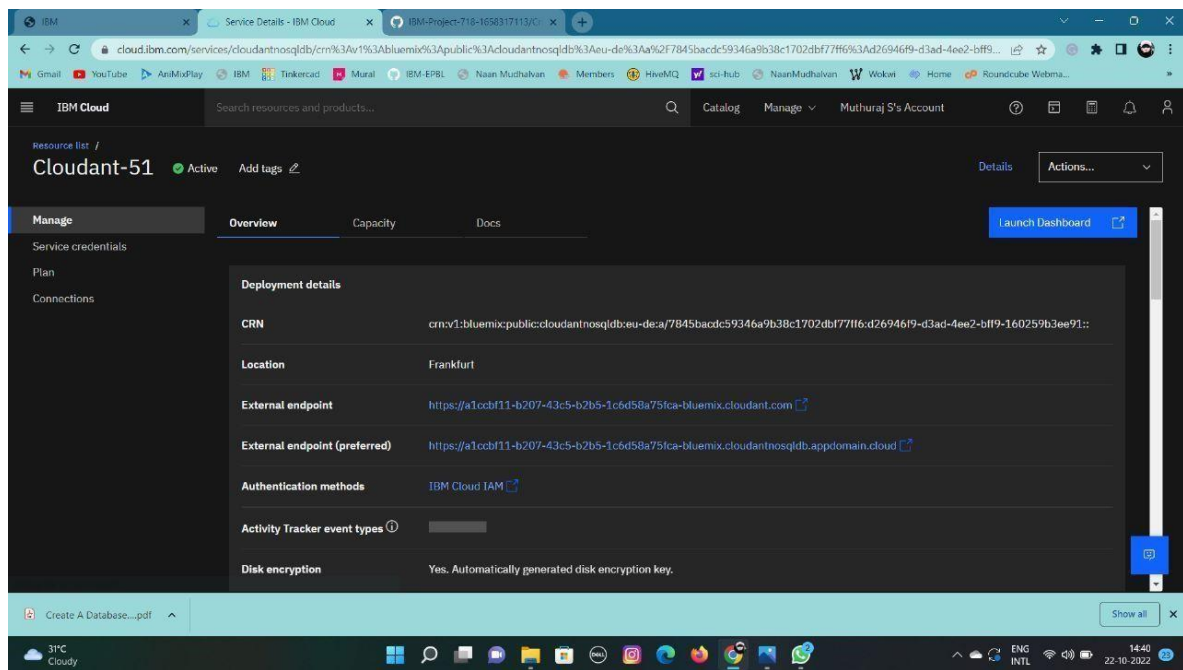 IBM
Service Details - IBM Cloud
IBM-Project-718-1658317113/
cloud.ibm.com/services/cloudantnosqldb/crn%3Av1%3Abluemix%3Apublic%3Acloudantnosqldb%3Aeu-de%3Aa%2F7845bacdc59346a9b38c1702dbf77ff6%3Ad26946f9-d3ad-4ee2-bff9...
Gmail YouTube AniMixPlay IBM Tinkercad Mural IBM-EPBL Naan Mudhalvan Members HiveMQ sci-hub NaanMudhalvan Wokwi Home Roundcube Webma...
IBM Cloud Search resources and products... Catalog Manage Muthuraj S's Account
Resource list /
Cloudant-51 Active Add tags Details Actions...
Manage Overview Capacity Docs Launch Dashboard
Service credentials
Plan
Connections
Deployment details
CRN crn:v1:bluemix:public:cloudantnosqldb:eu-de:a/7845bacdc59346a9b38c1702dbf77ff6:d26946f9-d3ad-4ee2-bff9-160259b3ee91::
Location Frankfurt
External endpoint https://a1ccbf11-b207-43c5-b2b5-1c6d58a75fca-bluemix.cloudant.com
External endpoint (preferred) https://a1ccbf11-b207-43c5-b2b5-1c6d58a75fca-bluemix.cloudantnosqldb.appdomain.cloud
Authentication methods IBM Cloud IAM
Activity Tracker event types
Disk encryption Yes. Automatically generated disk encryption key.
Create A Database....pdf Show all
31°C
Cloudy
ENG
INTL
14:40
22-10-2022
23